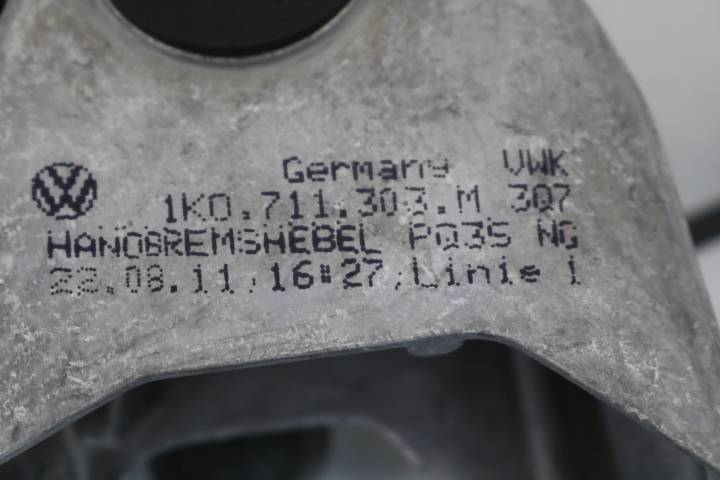 Germany VWK
1K0.711.303.M 3Q7
HANDBREMSHEBEL PQ35 NG
22.08.11 16:27 Linie 1